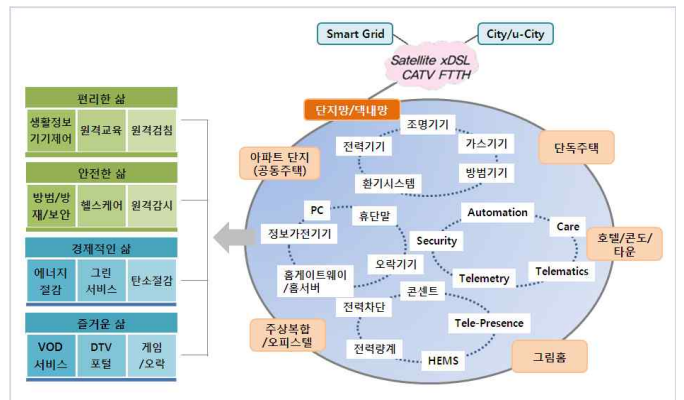 Smart Grid
City/u-City
Satellite xDSL
CATV FTTH
단지망/댁내망
편리한 삶
생활정보
기기제어
원격교육
원격검침
안전한 삶
방범/방
재/보안
헬스케어
원격감시
경제적인 삶
에너지
절감
그린
서비스
탄소절감
즐거운 삶
VOD
서비스
DTV
포털
게임
/오락
아파트 단지
(공동주택)
단독주택
호텔/콘도/
타운
그림홈
주상복합
/오피스텔
조명기기
전력기기
가스기기
방범기기
환기시스템
PC
휴단말
정보가전기기
오락기기
홈게이트웨이
/홈서버
Automation
Security
Care
Telemetry
Telematics
콘센트
전력차단
Tele-Presence
전력량계
HEMS